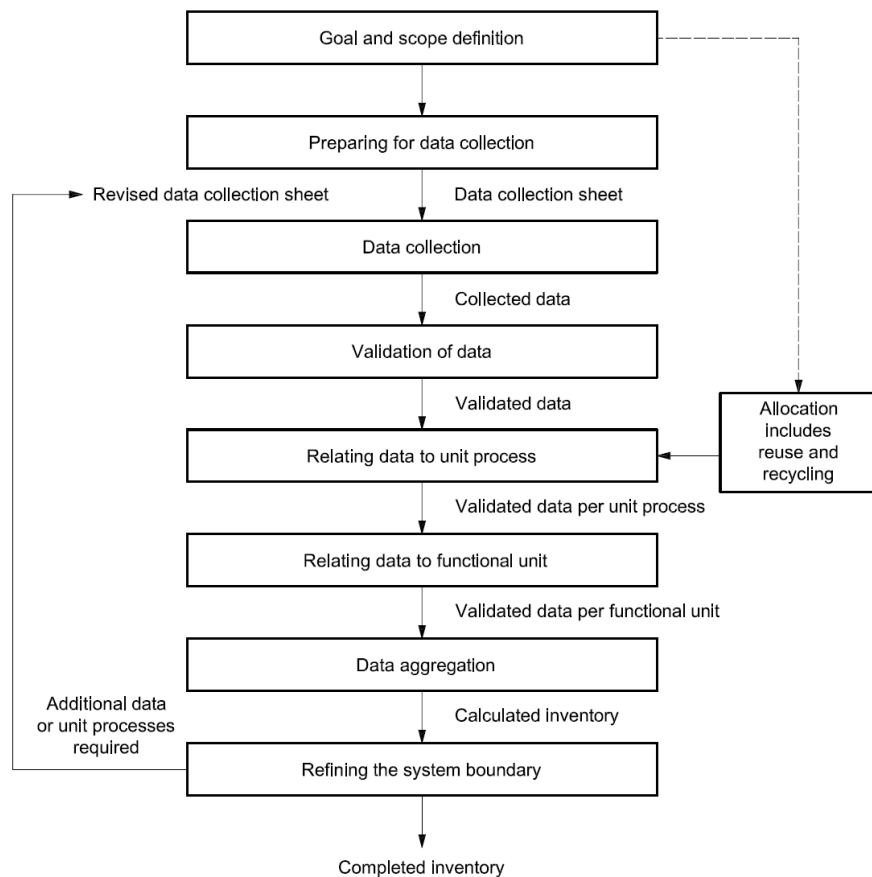 Goal and scope definition
Preparing for data collection
Revised data collection sheet
Data collection sheet
Data collection
Collected data
Validation of data
Validated data
Allocation
includes
reuse and
recycling
Relating data to unit process
Validated data per unit process
Relating data to functional unit
Validated data per functional unit
Data aggregation
Calculated inventory
Additional data
or unit processes
required
Refining the system boundary
Completed inventory